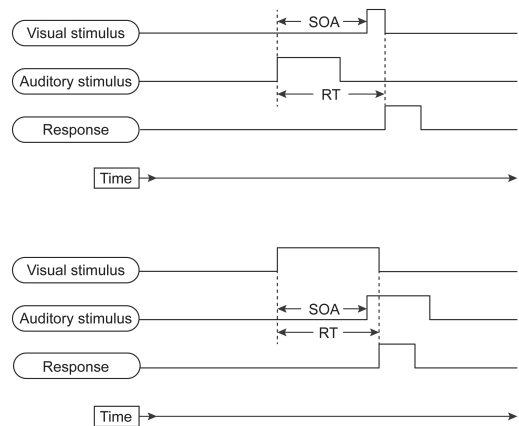 Visual stimulus
SOA
Auditory stimulus
RT
Response
Time
Visual stimulus
Auditory stimulus
SOA
RT
Response
Time